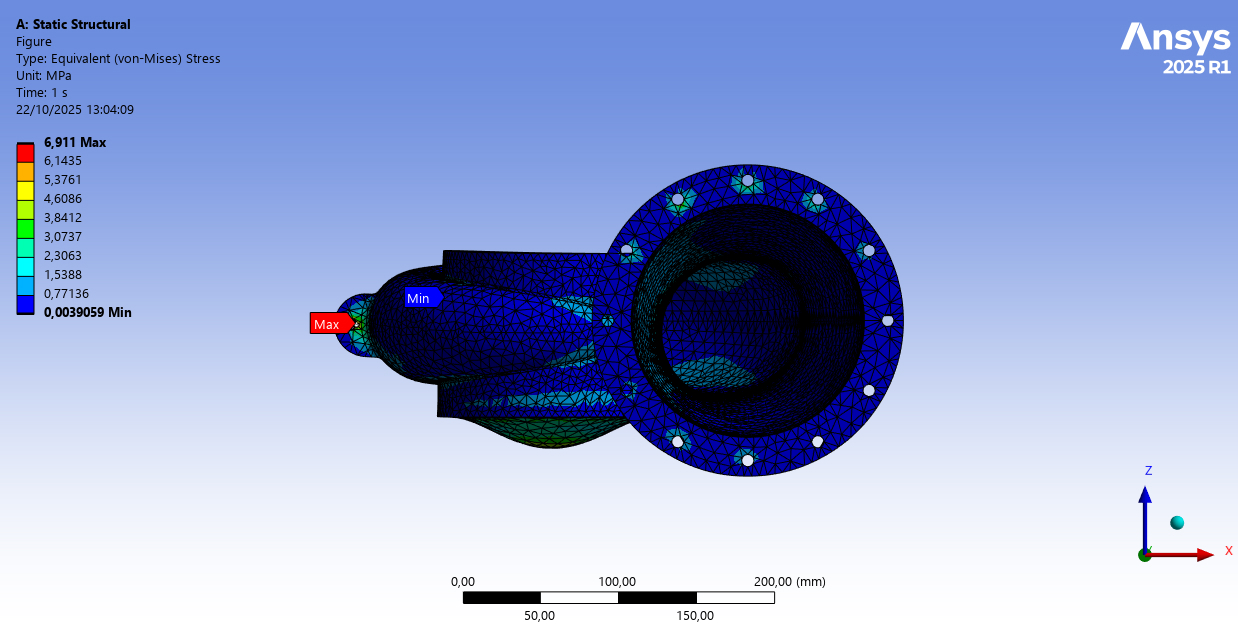 A: Static Structural
Figure
Type: Equivalent (von-Mises) Stress
Unit: MPa
Time: 1 s
22/10/2025 13:04:09
Ansys
2025 R1
6,911 Max
6,1435
5,3761
4,6086
3,8412
3,0737
2,3063
1,5388
0,77136
0,0039059 Min
Min
Max
Z
X
0,00 100,00 200,00 (mm)
50,00 150,00